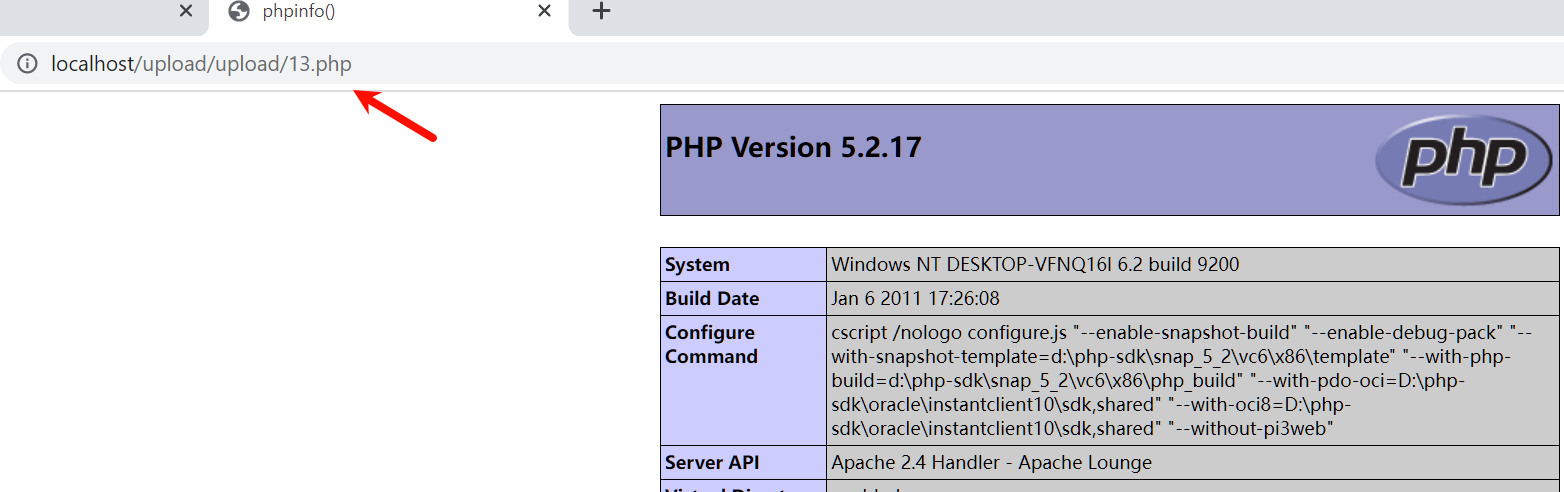 phpinfo()
localhost/upload/upload/13.php
PHP Version 5.2.17
php
System
Windows NT DESKTOP-VFNQ16I 6.2 build 9200
Build Date
Jan 6 2011 17:26:08
Configure
Command
cscript /nologo configure.js "--enable-snapshot-build" "--enable-debug-pack" "--
with-snapshot-template=d:\php-sdk\snap_5_2\vc6\x86\template" "--with-php-
build=d:\php-sdk\snap_5_2\vc6\x86\php_build" "--with-pdo-oci=D:\php-
sdk\oracle\instantclient10\sdk,shared" "--with-oci8=D:\php-
sdk\oracle\instantclient10\sdk,shared" "--without-pi3web"
Server API
Apache 2.4 Handler - Apache Lounge